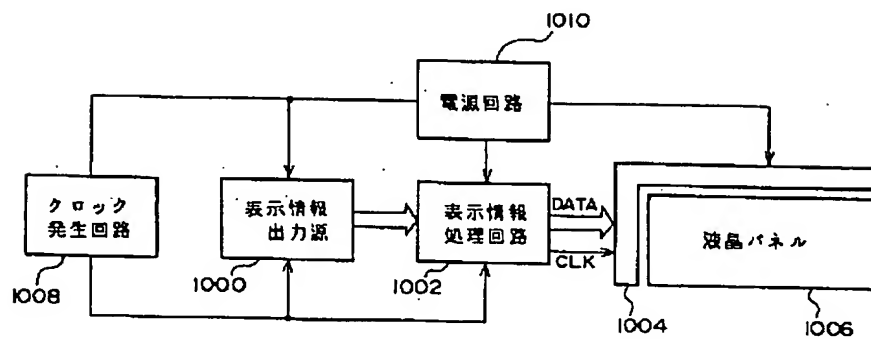 1010
電源回路
クロック
発生回路
1008
表示情報
出力源
1000
表示情報
処理回路
1002
DATA
CLK
液晶パネル
1004
1006